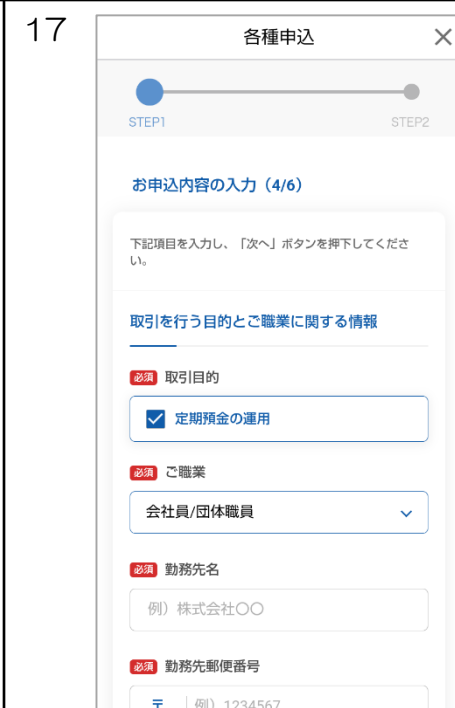 17
各種申込
STEP1
STEP2
お申込内容の入力（4/6）
下記項目を入力し、「次へ」ボタンを押下してくださ
い。
取引を行う目的とご職業に関する情報
必須 取引目的
定期預金の運用
必須 ご職業
会社員/団体職員
必須 勤務先名
例）株式会社〇〇
必須 勤務先郵便番号
〒 例）1234567